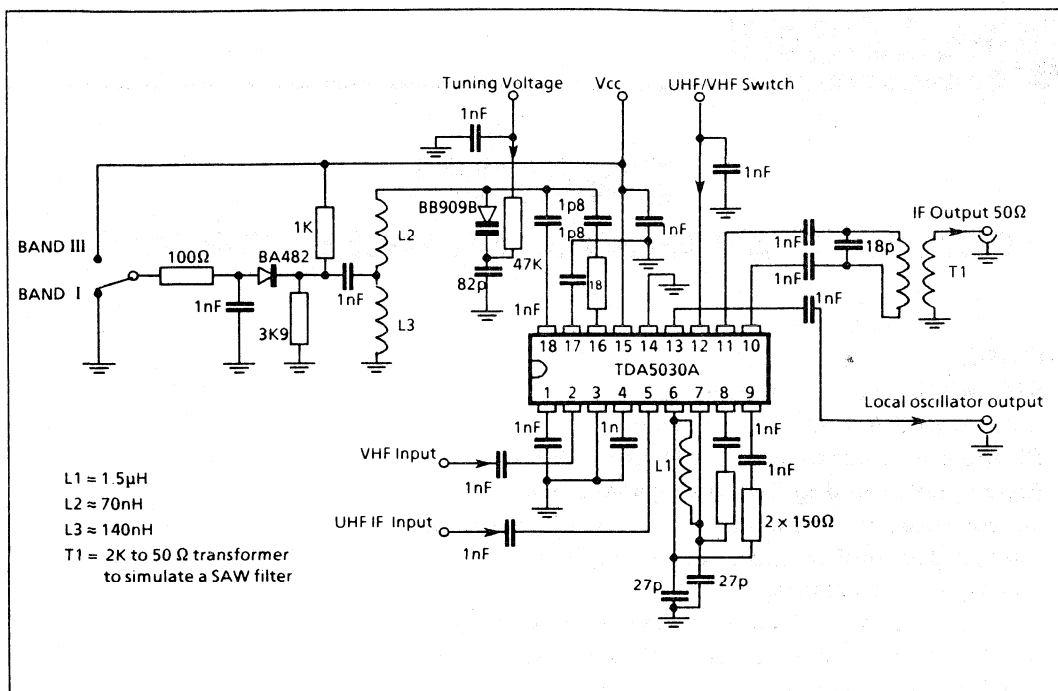 Tuning Voltage
Vcc
UHF/VHF Switch
1nF
1nF
BB909B
1p8
1p8
1nF
IF Output 50Ω
1K
L2
1nF
18p
BAND III
100Ω
BA482
47K
1nF
T1
BAND I
82p
18
1nF
1nF
1nF
1nF
3K9
L3
18 17 16 15 14 13 12 11 10
TDA5030A
1 2 3 4 5 6 7 8 9
Local oscillator output
1nF
1n
1nF
VHF Input
L1
1nF
1nF
L1 = 1.5µH
L2 = 70nH
L3 = 140nH
T1 = 2K to 50 Ω transformer
to simulate a SAW filter
UHF IF Input
2 × 150Ω
1nF
27p
27p